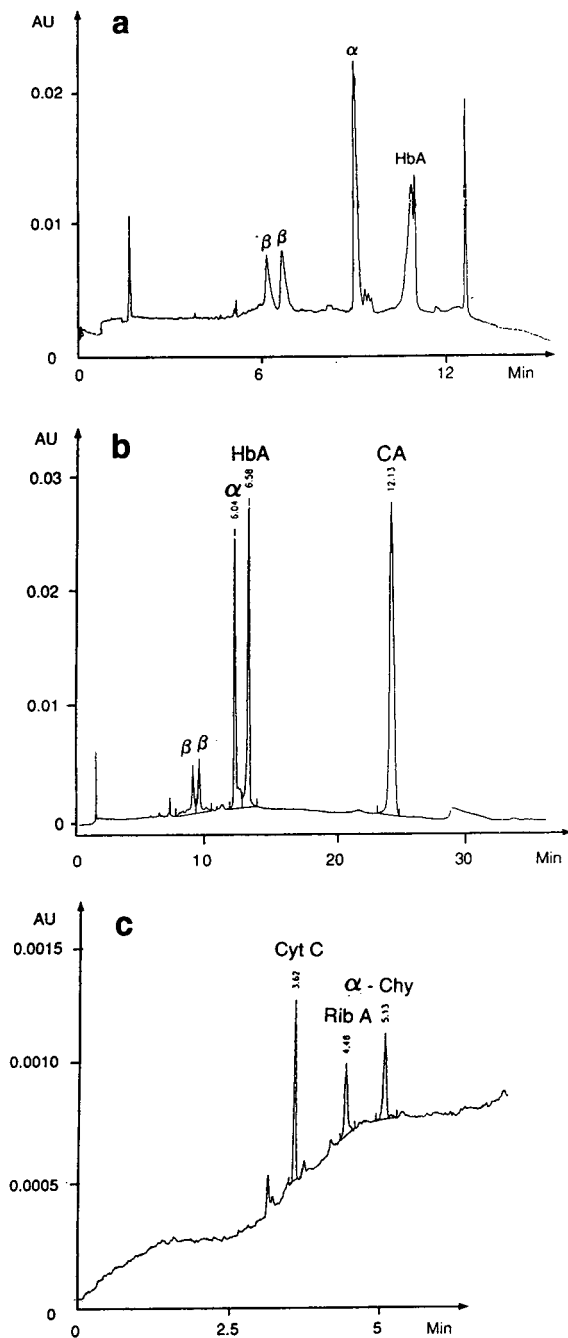 AU
a
0.02
0.01
0
β β
α
HbA
6
12
Min
AU
b
0.03
0.02
0.01
0
HbA
CA
α
6.04
6.58
12.13
β β
0
10
20
30
Min
AU
c
0.0015
0.0010
0.0005
0
Cyt C
3.62
α - Chy
Rib A
4.46
5.13
0
2.5
5
Min